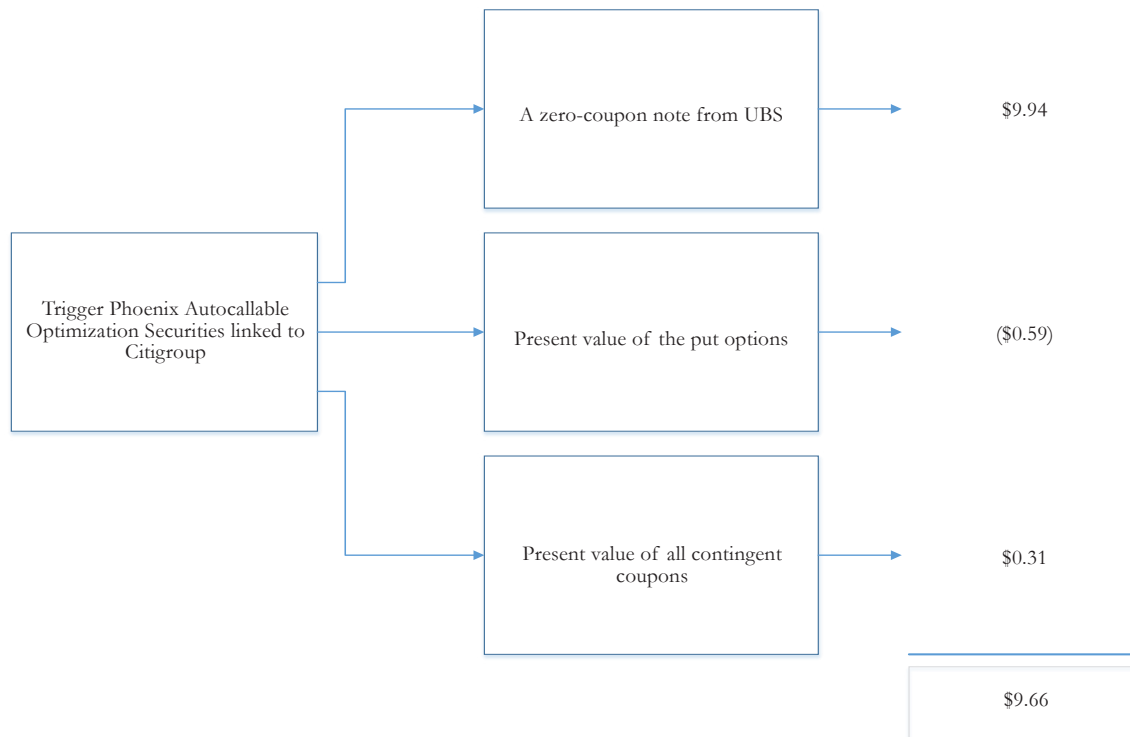 A zero-coupon note from UBS
$9.94
Trigger Phoenix Autocallable
Optimization Securities linked to
Citigroup
Present value of the put options
($0.59)
Present value of all contingent
coupons
$0.31
$9.66